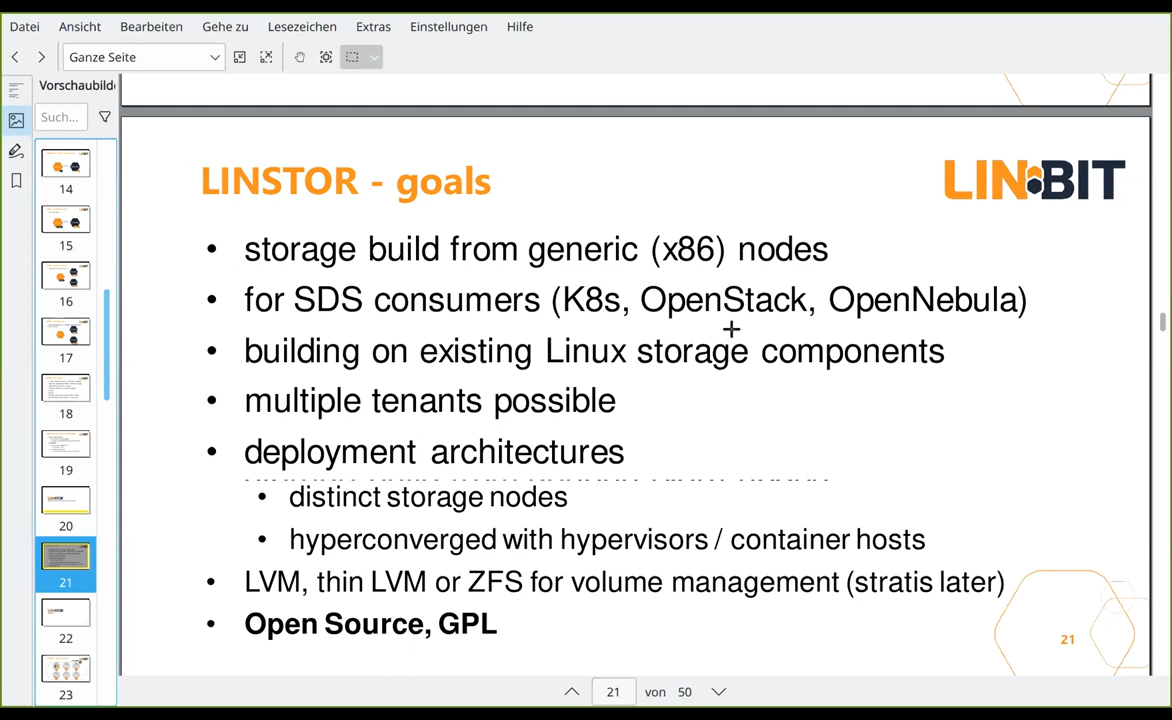 Datei Ansicht Bearbeiten Gehe zu Lesezeichen Extras Einstellungen Hilfe
Ganze Seite
Vorschaubild
Such...
14
15
16
17
18
19
20
21
22
23
LINSTOR - goals
LINBIT
• storage build from generic (x86) nodes
• for SDS consumers (K8s, OpenStack, OpenNebula)
• building on existing Linux storage components
• multiple tenants possible
• deployment architectures
• distinct storage nodes
• hyperconverged with hypervisors / container hosts
• LVM, thin LVM or ZFS for volume management (stratis later)
• Open Source, GPL
21
21 von 50